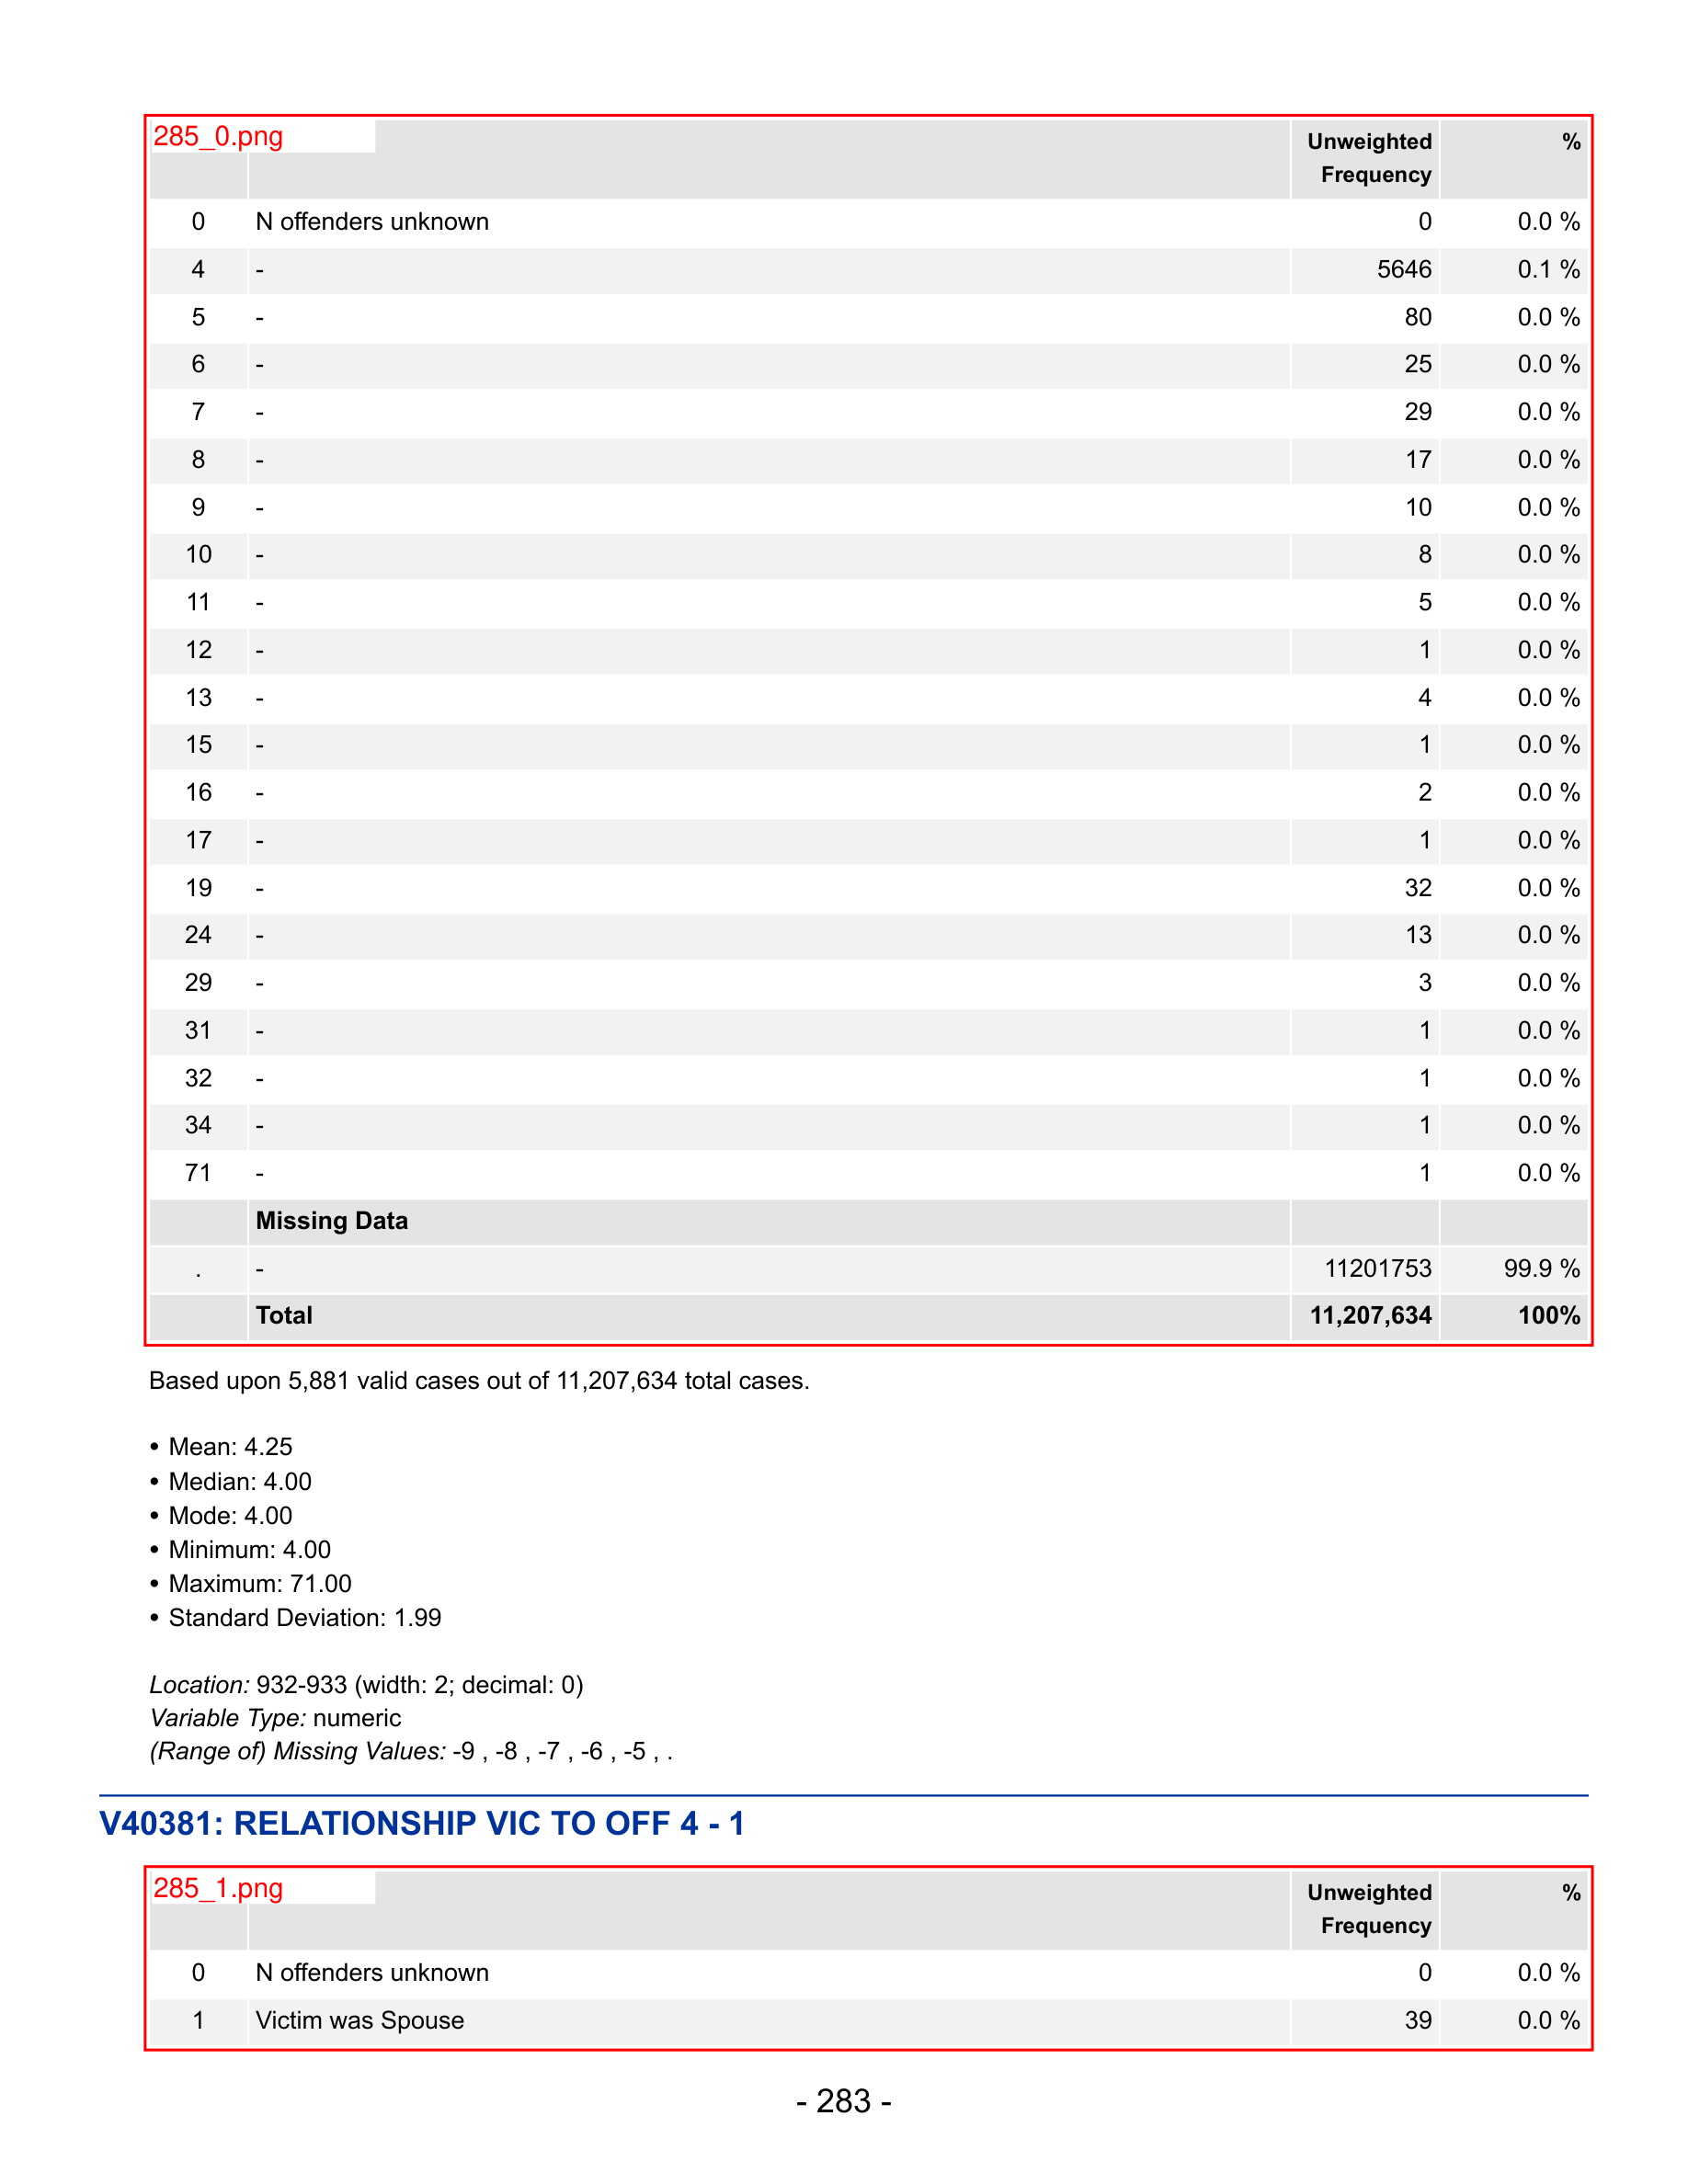 285_0.png
Unweighted Frequency %
0 N offenders unknown 0 0.0 %
4 - 5646 0.1 %
5 - 80 0.0 %
6 - 25 0.0 %
7 - 29 0.0 %
8 - 17 0.0 %
9 - 10 0.0 %
10 - 8 0.0 %
11 - 5 0.0 %
12 - 1 0.0 %
13 - 4 0.0 %
15 - 1 0.0 %
16 - 2 0.0 %
17 - 1 0.0 %
19 - 32 0.0 %
24 - 13 0.0 %
29 - 3 0.0 %
31 - 1 0.0 %
32 - 1 0.0 %
34 - 1 0.0 %
71 - 1 0.0 %
Missing Data
. - 11201753 99.9 %
Total 11,207,634 100%
Based upon 5,881 valid cases out of 11,207,634 total cases.
• Mean: 4.25
• Median: 4.00
• Mode: 4.00
• Minimum: 4.00
• Maximum: 71.00
• Standard Deviation: 1.99
Location: 932-933 (width: 2; decimal: 0)
Variable Type: numeric
(Range of) Missing Values: -9 , -8 , -7 , -6 , -5 , .
V40381: RELATIONSHIP VIC TO OFF 4 - 1
285_1.png
Unweighted Frequency %
0 N offenders unknown 0 0.0 %
1 Victim was Spouse 39 0.0 %
- 283 -